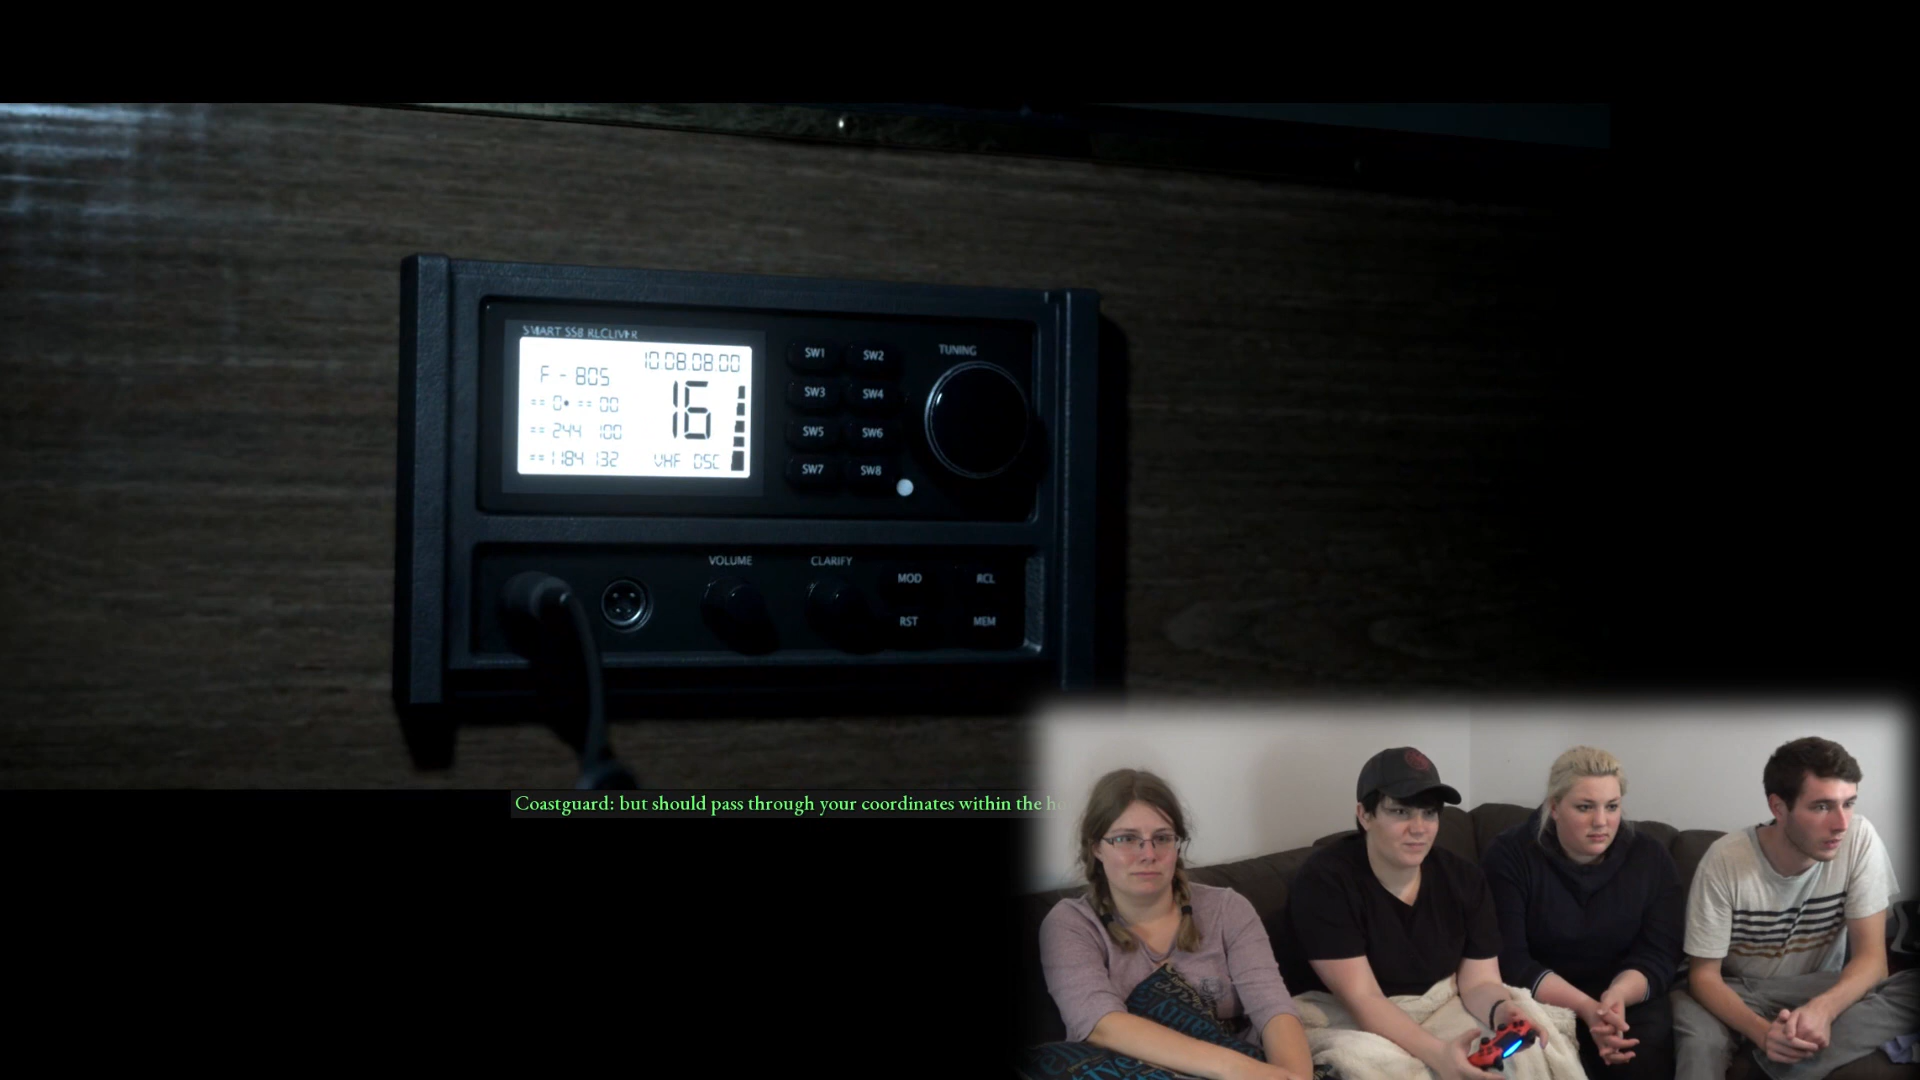 SMART SSB RECEIVER
10.08.08.00
F - 805
16
== 0• == 00
== 244 100
== 1184 132
VHF DSC
SW1 SW2
SW3 SW4
SW5 SW6
SW7 SW8
TUNING
VOLUME CLARIFY
MOD RCL
RST MEM
Coastguard: but should pass through your coordinates within the